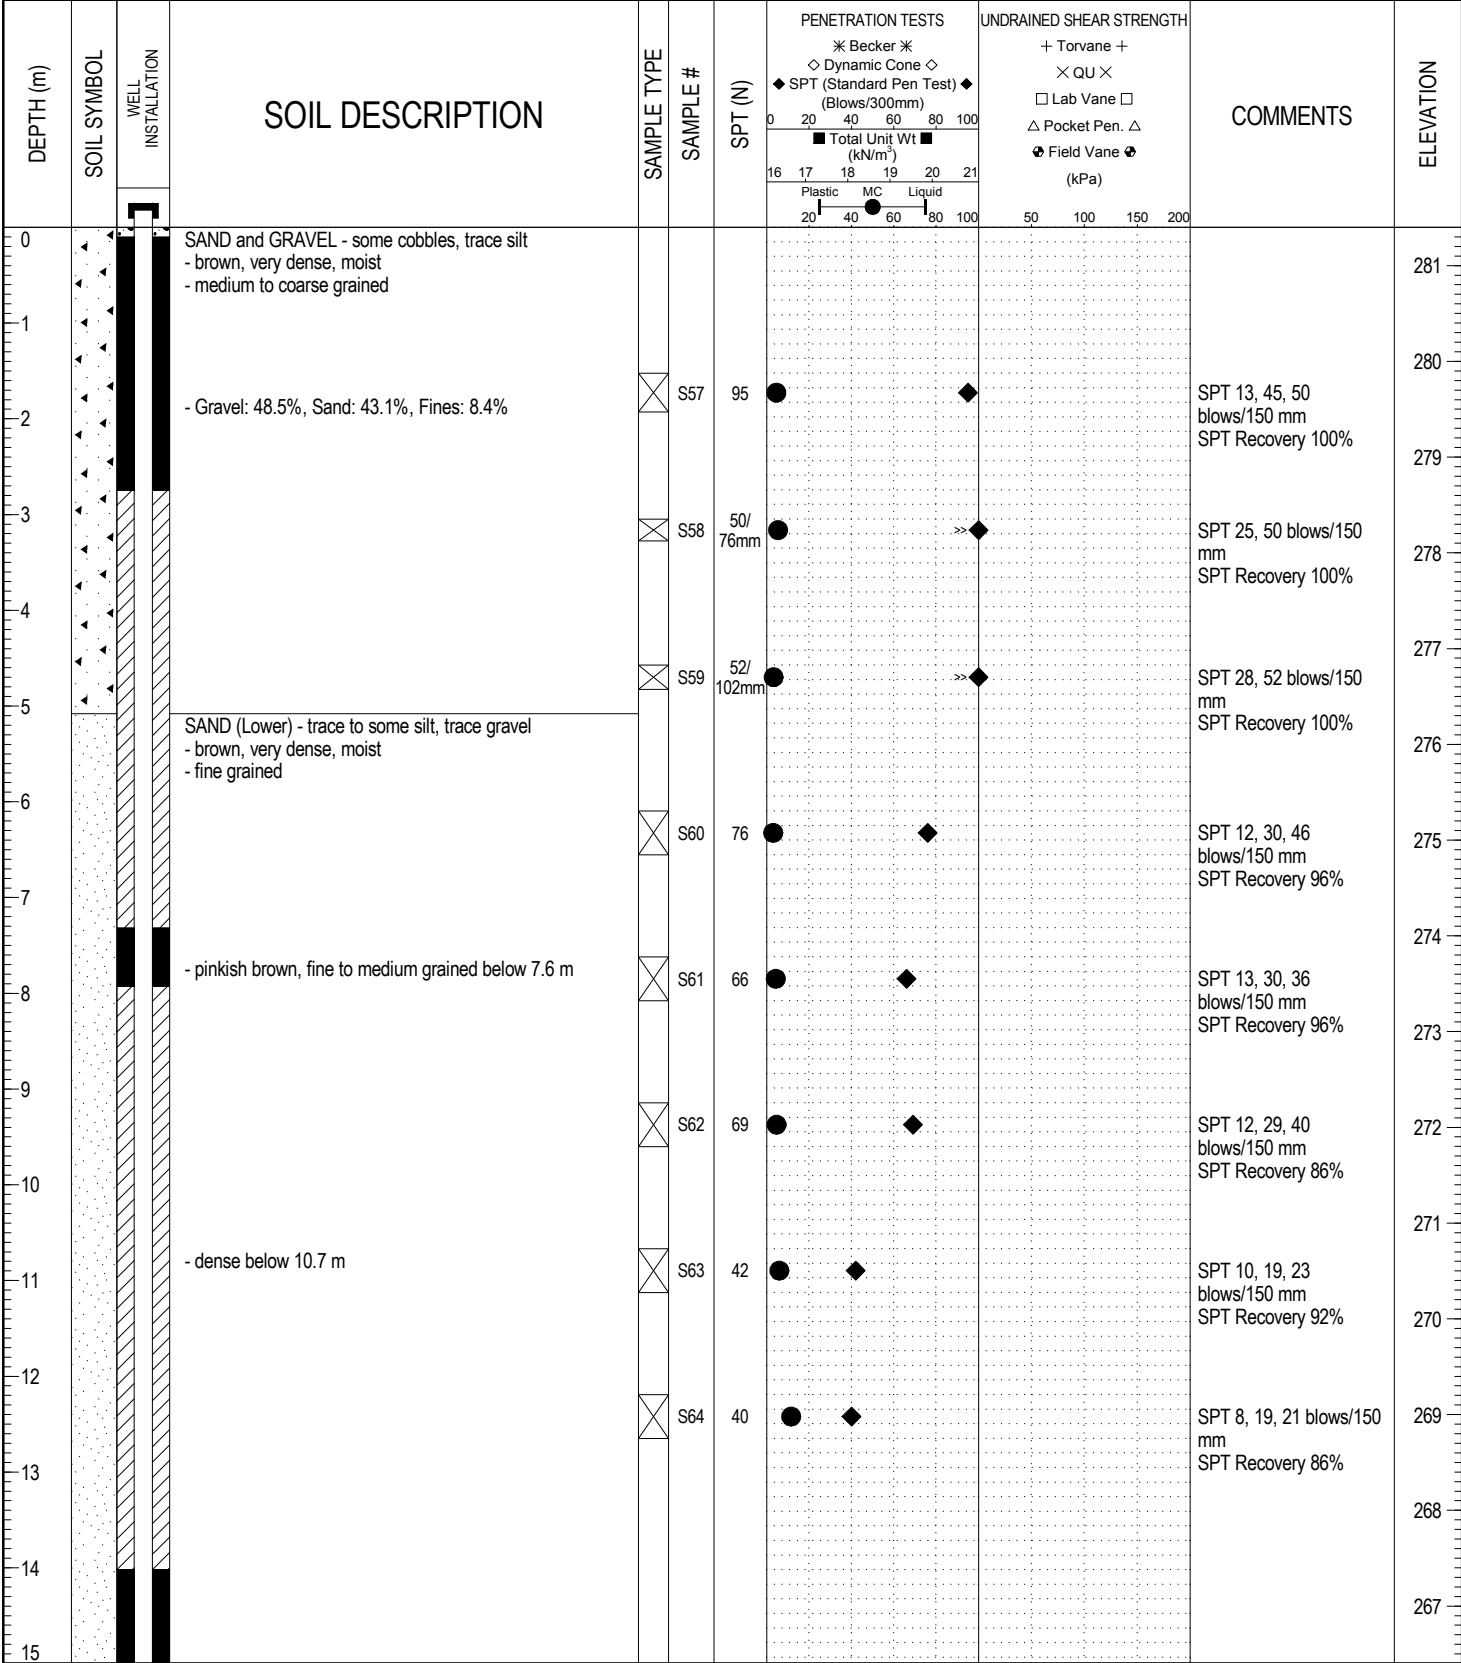 DEPTH (m)
SOIL SYMBOL
WELL
INSTALLATION
SOIL DESCRIPTION
SAMPLE TYPE
SAMPLE #
SPT (N)
PENETRATION TESTS
✳ Becker ✳
◇ Dynamic Cone ◇
◆ SPT (Standard Pen Test) ◆
(Blows/300mm)
0 20 40 60 80 100
■ Total Unit Wt ■
(kN/m³)
16 17 18 19 20 21
Plastic MC Liquid
20 40 60 80 100
UNDRAINED SHEAR STRENGTH
+ Torvane +
× QU ×
□ Lab Vane □
△ Pocket Pen. △
Field Vane
(kPa)
50 100 150 200
COMMENTS
ELEVATION
0
SAND and GRAVEL - some cobbles, trace silt
- brown, very dense, moist
- medium to coarse grained
281
1
280
- Gravel: 48.5%, Sand: 43.1%, Fines: 8.4%
S57 95
SPT 13, 45, 50
blows/150 mm
SPT Recovery 100%
2
279
3
S58 50/
76mm
>>
SPT 25, 50 blows/150
mm
SPT Recovery 100%
278
4
277
S59 52/
102mm
>>
SPT 28, 52 blows/150
mm
SPT Recovery 100%
5
SAND (Lower) - trace to some silt, trace gravel
- brown, very dense, moist
- fine grained
276
6
S60 76
SPT 12, 30, 46
blows/150 mm
SPT Recovery 96%
275
7
274
- pinkish brown, fine to medium grained below 7.6 m
S61 66
SPT 13, 30, 36
blows/150 mm
SPT Recovery 96%
8
273
9
S62 69
SPT 12, 29, 40
blows/150 mm
SPT Recovery 86%
272
10
271
- dense below 10.7 m
S63 42
SPT 10, 19, 23
blows/150 mm
SPT Recovery 92%
11
270
12
S64 40
SPT 8, 19, 21 blows/150
mm
SPT Recovery 86%
269
13
268
14
267
15